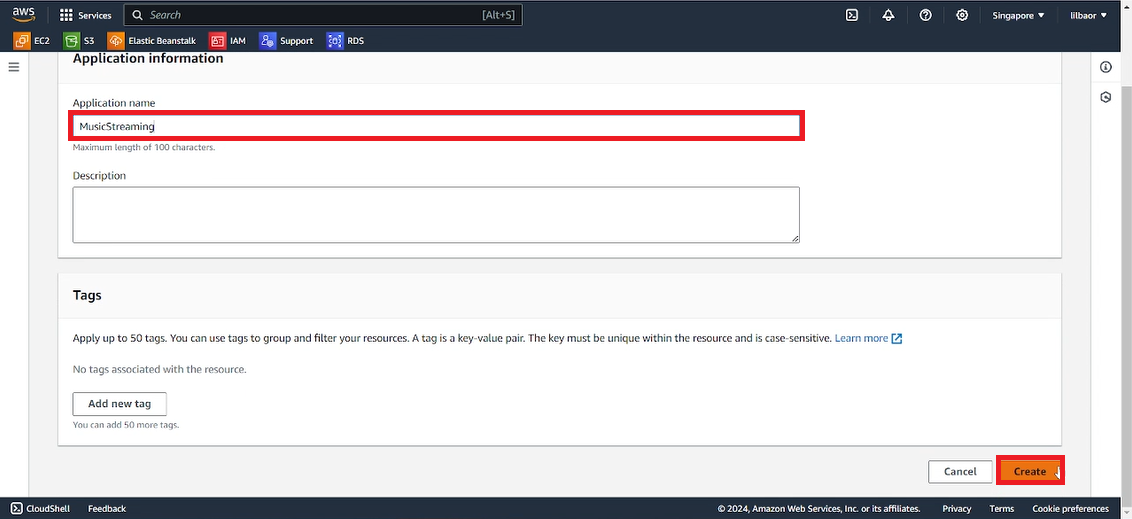 aws Services Search [Alt+S] Singapore lilbaor
EC2 S3 Elastic Beanstalk IAM Support RDS
Application information
Application name
MusicStreaming
Maximum length of 100 characters.
Description
Tags
Apply up to 50 tags. You can use tags to group and filter your resources. A tag is a key-value pair. The key must be unique within the resource and is case-sensitive. Learn more
No tags associated with the resource.
Add new tag
You can add 50 more tags.
Cancel Create
CloudShell Feedback © 2024, Amazon Web Services, Inc. or its affiliates. Privacy Terms Cookie preferences